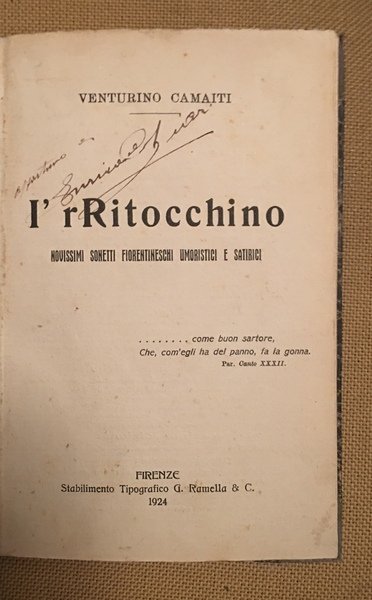 VENTURINO CAMAITI
I' rRitocchino
NOVISSIMI SONETTI FIORENTINESCHI UMORISTICI E SATIRICI
. . . . . . . . come buon sartore,
Che, com'egli ha del panno, fa la gonna.
Par. Canto XXXII.
FIRENZE
Stabilimento Tipografico G. Ramella & C.
1924